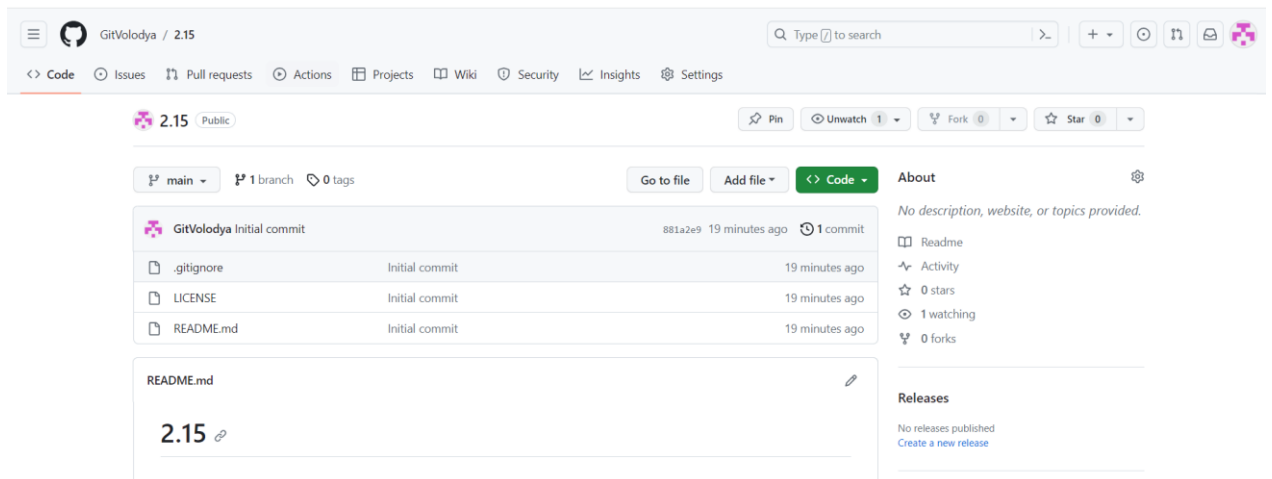 GitVolodya / 2.15
Type / to search
Code Issues Pull requests Actions Projects Wiki Security Insights Settings
2.15 Public
Pin Unwatch 1 Fork 0 Star 0
main 1 branch 0 tags
Go to file Add file Code
GitVolodya Initial commit 881a2e9 19 minutes ago 1 commit
.gitignore Initial commit 19 minutes ago
LICENSE Initial commit 19 minutes ago
README.md Initial commit 19 minutes ago
README.md
2.15
About
No description, website, or topics provided.
Readme
Activity
0 stars
1 watching
0 forks
Releases
No releases published
Create a new release